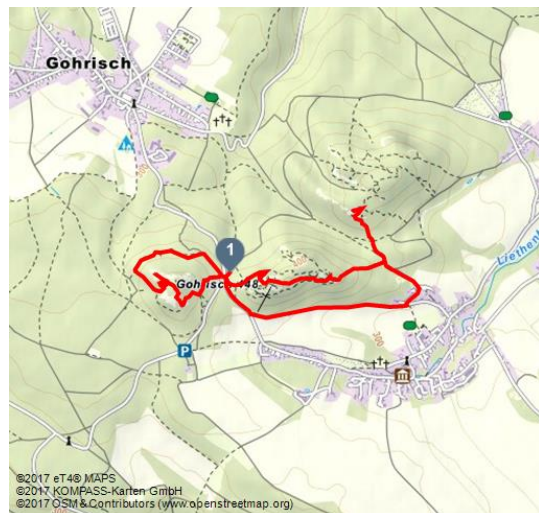 Gohrisch
1
Gohrisch 448
P
©2017 eT4® MAPS
©2017 KOMPASS-Karten GmbH
©2017 OSM & Contributors (www.openstreetmap.org)